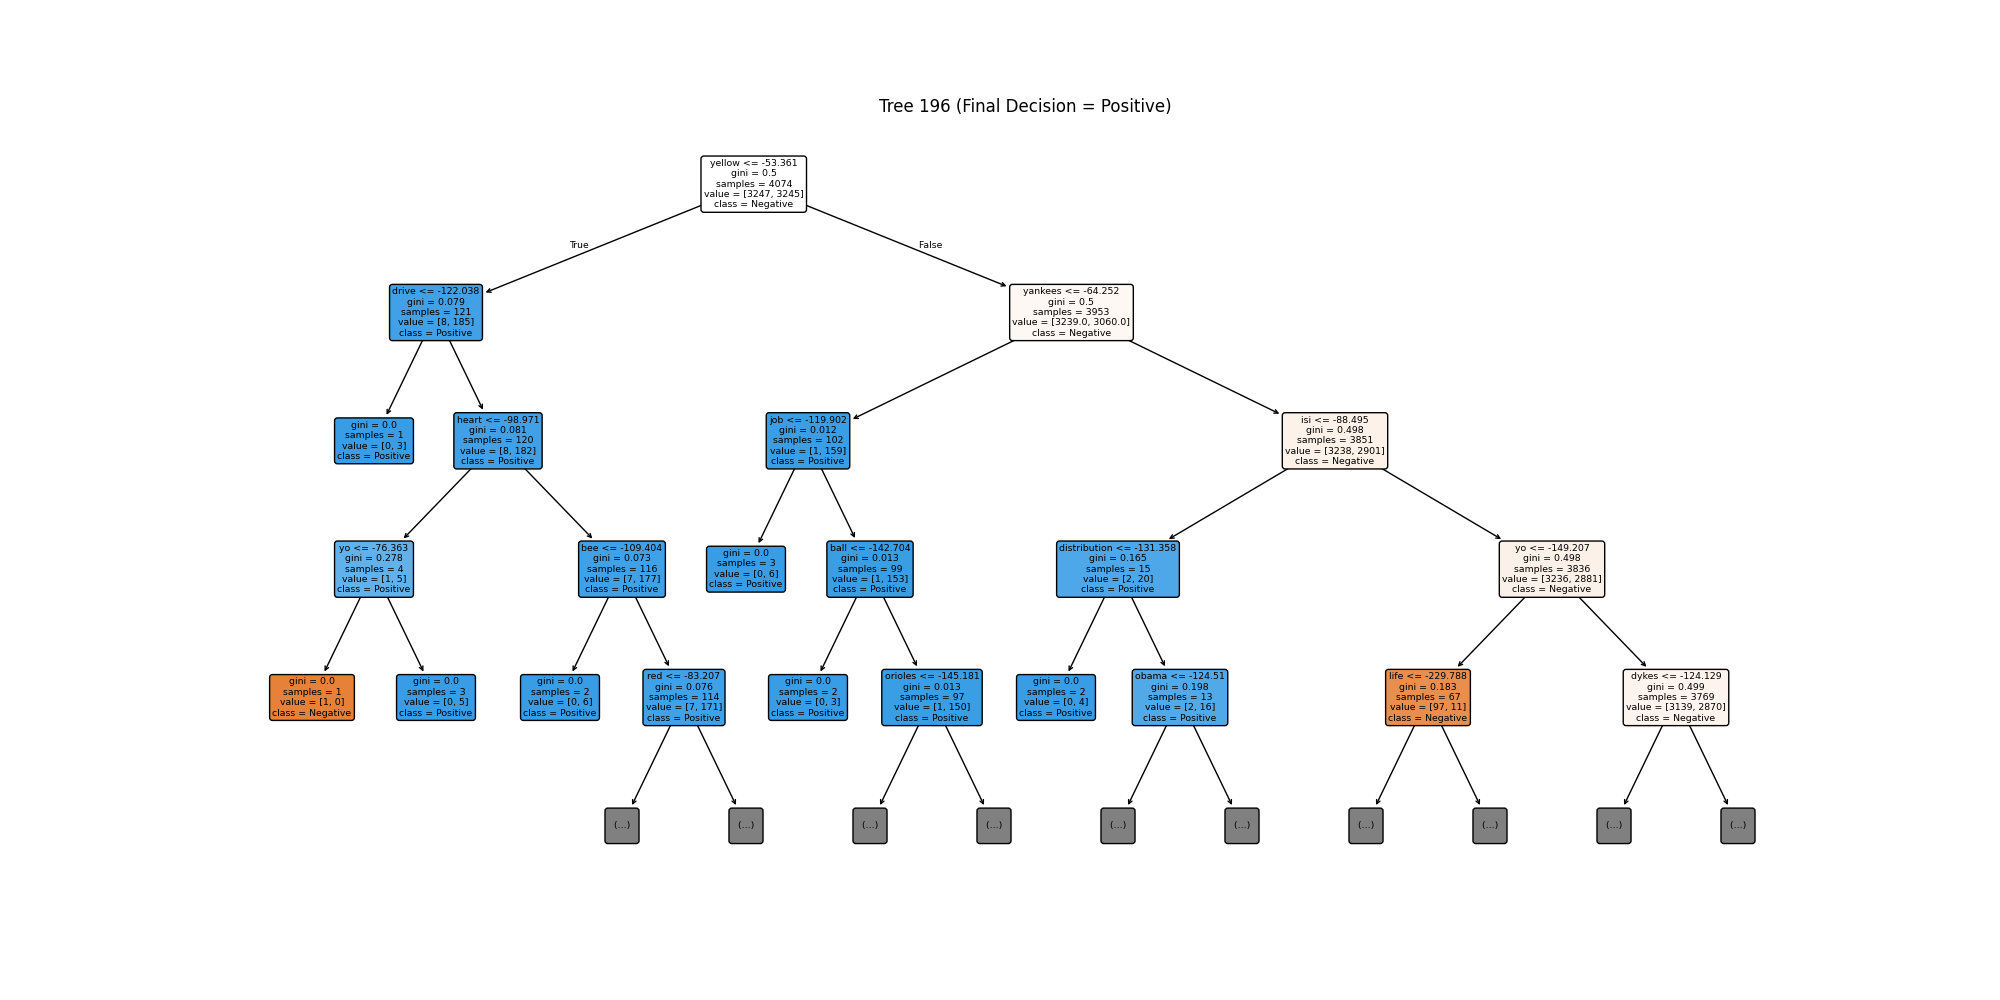 Tree 196 (Final Decision = Positive)
yellow <= -53.361
gini = 0.5
samples = 4074
value = [3247, 3245]
class = Negative
True
False
drive <= -122.038
gini = 0.079
samples = 121
value = [8, 185]
class = Positive
yankees <= -64.252
gini = 0.5
samples = 3953
value = [3239.0, 3060.0]
class = Negative
gini = 0.0
samples = 1
value = [0, 3]
class = Positive
heart <= -98.971
gini = 0.081
samples = 120
value = [8, 182]
class = Positive
job <= -119.902
gini = 0.012
samples = 102
value = [1, 159]
class = Positive
isi <= -88.495
gini = 0.498
samples = 3851
value = [3238, 2901]
class = Negative
yo <= -76.363
gini = 0.278
samples = 4
value = [1, 5]
class = Positive
bee <= -109.404
gini = 0.073
samples = 116
value = [7, 177]
class = Positive
gini = 0.0
samples = 3
value = [0, 6]
class = Positive
ball <= -142.704
gini = 0.013
samples = 99
value = [1, 153]
class = Positive
distribution <= -131.358
gini = 0.165
samples = 15
value = [2, 20]
class = Positive
yo <= -149.207
gini = 0.498
samples = 3836
value = [3236, 2881]
class = Negative
gini = 0.0
samples = 1
value = [1, 0]
class = Negative
gini = 0.0
samples = 3
value = [0, 5]
class = Positive
gini = 0.0
samples = 2
value = [0, 6]
class = Positive
red <= -83.207
gini = 0.076
samples = 114
value = [7, 171]
class = Positive
gini = 0.0
samples = 2
value = [0, 3]
class = Positive
orioles <= -145.181
gini = 0.013
samples = 97
value = [1, 150]
class = Positive
gini = 0.0
samples = 2
value = [0, 4]
class = Positive
obama <= -124.51
gini = 0.198
samples = 13
value = [2, 16]
class = Positive
life <= -229.788
gini = 0.183
samples = 67
value = [97, 11]
class = Negative
dykes <= -124.129
gini = 0.499
samples = 3769
value = [3139, 2870]
class = Negative
(...)
(...)
(...)
(...)
(...)
(...)
(...)
(...)
(...)
(...)